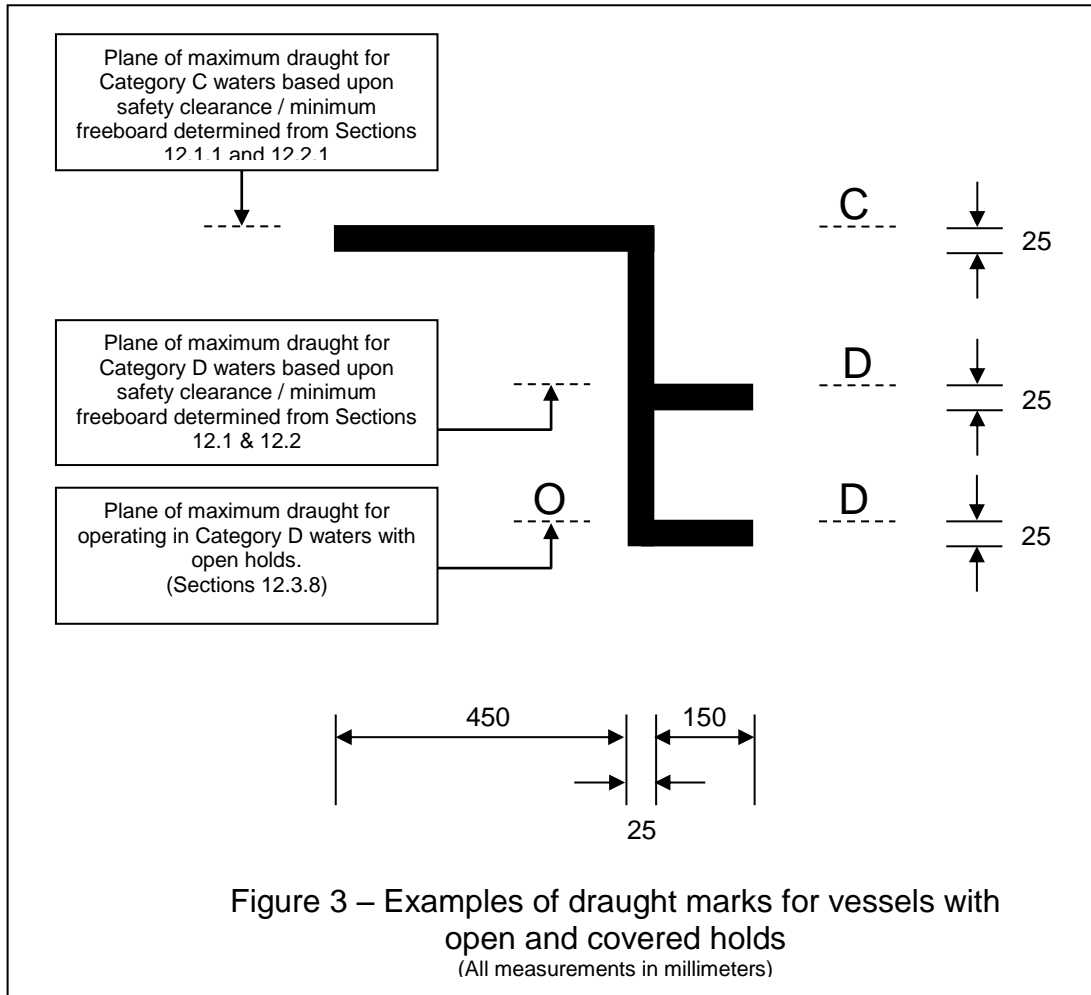 Plane of maximum draught for
Category C waters based upon
safety clearance / minimum
freeboard determined from Sections
12.1.1 and 12.2.1
C
25
Plane of maximum draught for
Category D waters based upon
safety clearance / minimum
freeboard determined from Sections
12.1 & 12.2
D
25
Plane of maximum draught for
operating in Category D waters with
open holds.
(Sections 12.3.8)
O
D
25
450
150
25
Figure 3 – Examples of draught marks for vessels with
open and covered holds
(All measurements in millimeters)